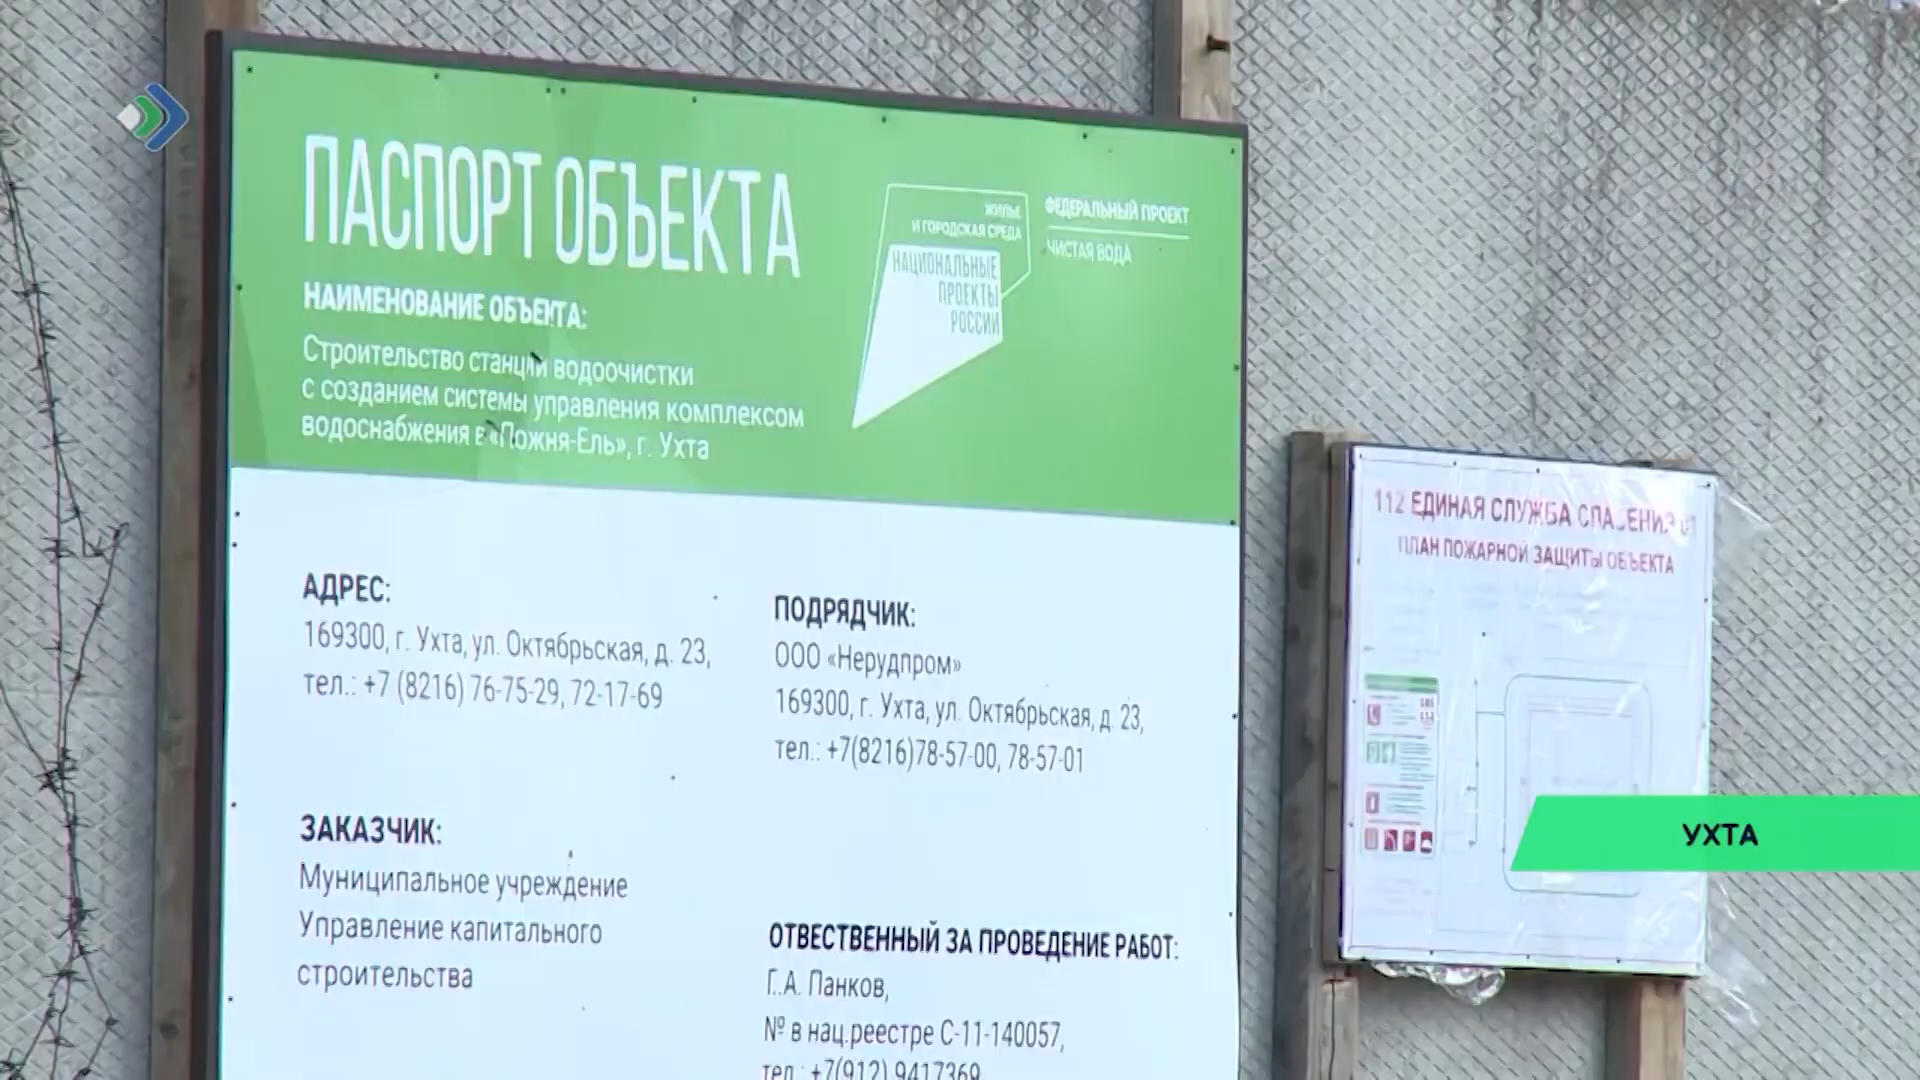 ПАСПОРТ ОБЪЕКТА
НАИМЕНОВАНИЕ ОБЪЕКТА:
Строительство станции водоочистки
с созданием системы управления комплексом
водоснабжения в «Пожня-Ель», г. Ухта
ЖИЛЬЕ
И ГОРОДСКАЯ СРЕДА
НАЦИОНАЛЬНЫЕ
ПРОЕКТЫ
РОССИИ
ФЕДЕРАЛЬНЫЙ ПРОЕКТ
ЧИСТАЯ ВОДА
АДРЕС:
169300, г. Ухта, ул. Октябрьская, д. 23,
тел.: +7 (8216) 76-75-29, 72-17-69
ЗАКАЗЧИК:
Муниципальное учреждение
Управление капитального
строительства
ПОДРЯДЧИК:
ООО «Нерудпром»
169300, г. Ухта, ул. Октябрьская, д. 23,
тел.: +7(8216)78-57-00, 78-57-01
ОТВЕСТВЕННЫЙ ЗА ПРОВЕДЕНИЕ РАБОТ:
Г.А. Панков,
№ в нац.реестре С-11-140057,
тел.: +7(912) 9417369
112 ЕДИНАЯ СЛУЖБА СПАСЕНИЯ 01
ПЛАН ПОЖАРНОЙ ЗАЩИТЫ ОБЪЕКТА
УХТА